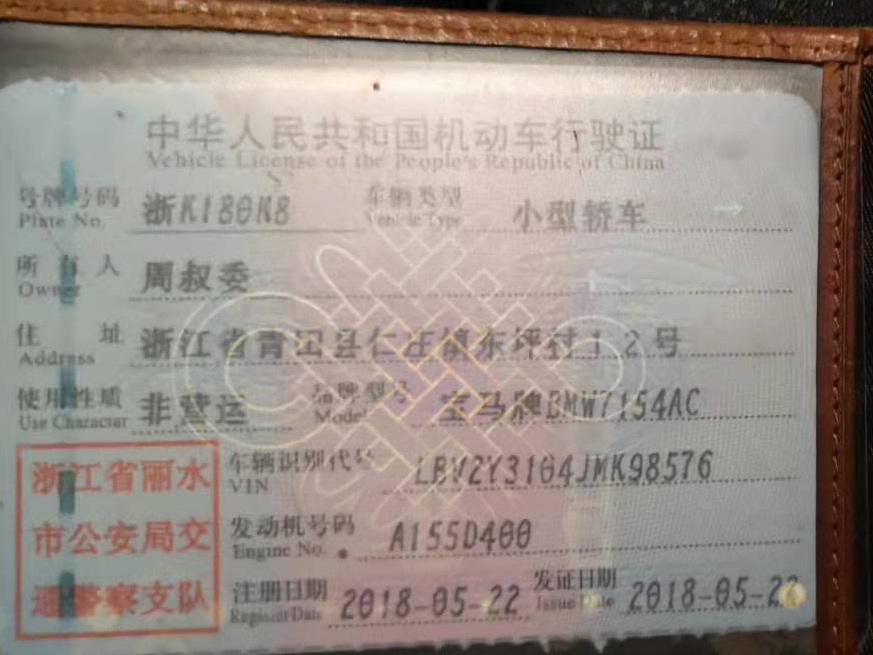 中华人民共和国机动车行驶证
Vehicle License of the People's Republic of China
号牌号码 浙K180K8 车辆类型 小型轿车
Plate No. Vehicle Type
所有人 周叔委
Owner
住址 浙江省青田县仁庄镇东坪村12号
Address
使用性质 非营运 品牌型号 宝马牌BMW7154AC
Use Character Model
浙江省丽水 车辆识别代号 LBV2Y3104JMK98576
VIN
市公安局交 发动机号码 A155D400
Engine No.
通警察支队 注册日期 2018-05-22 发证日期 2018-05-22
Register Date Issue Date